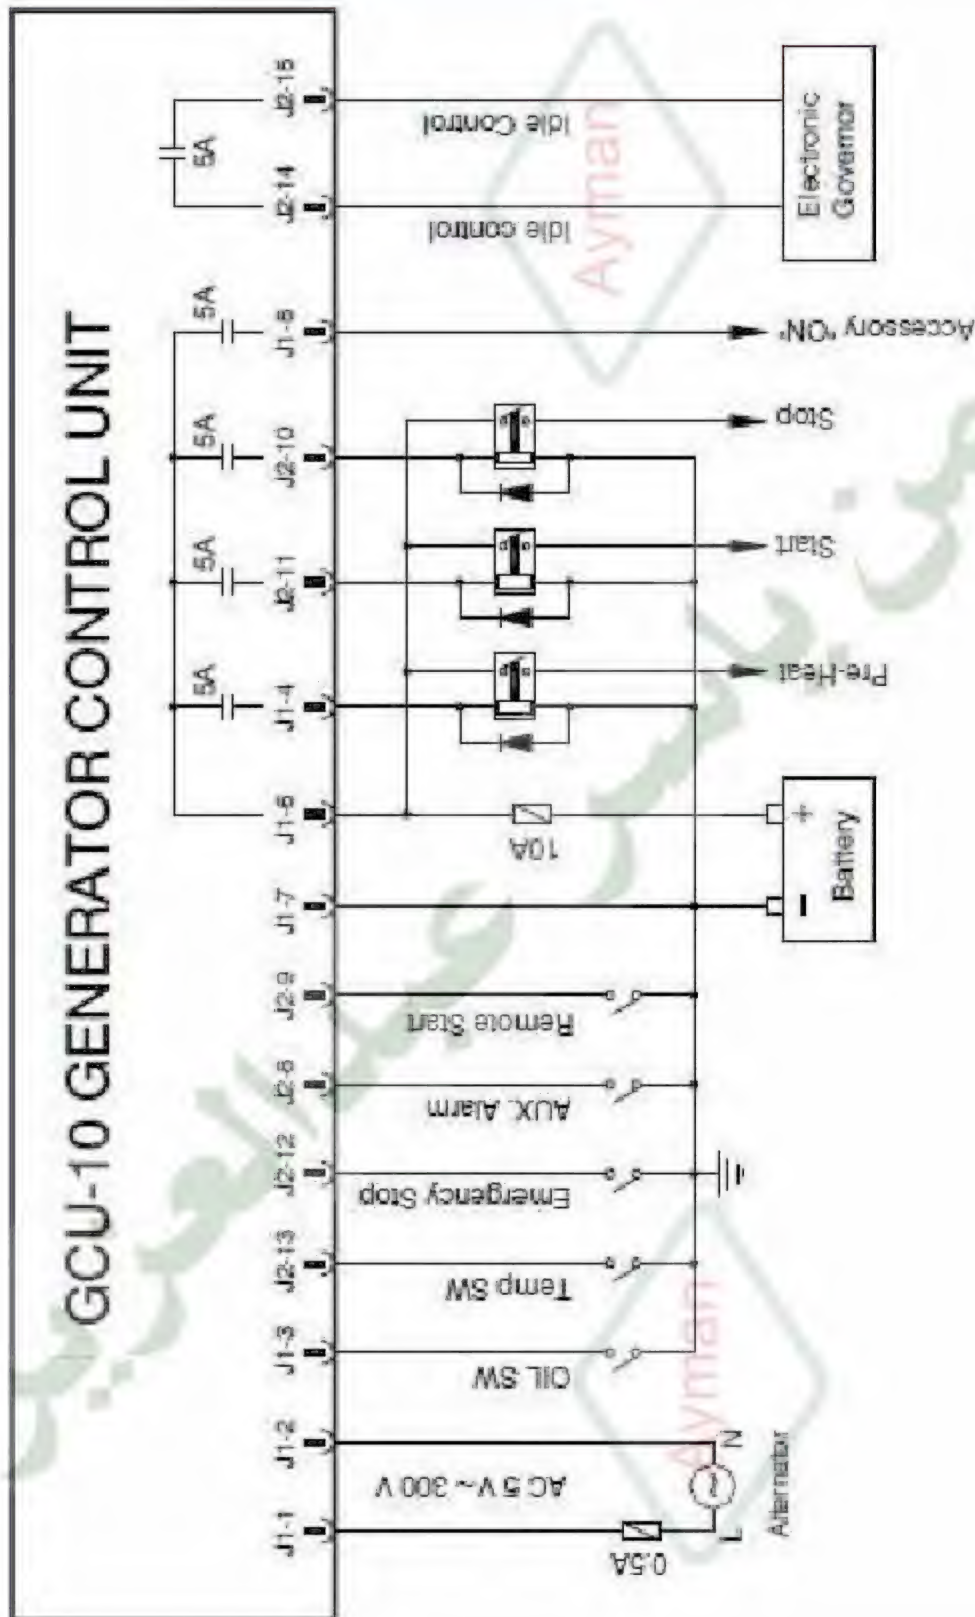 GCU-10 GENERATOR CONTROL UNIT
5A
5A
5A
5A
5A
J1-1
J1-2
J1-3
J2-13
J2-12
J2-8
J2-9
J1-7
J1-6
J1-4
J2-11
J2-10
J1-8
J2-14
J2-15
AC 5 V ~ 300 V
OIL SW
Temp SW
Emergency Stop
AUX. Alarm
Remote Start
10A
Idle control
Idle Control
0.5A
L
N
Alternator
−
+
Battery
Pre-Heat
Start
Stop
Accessory "ON"
Electronic
Governor
Ayman
Ayman